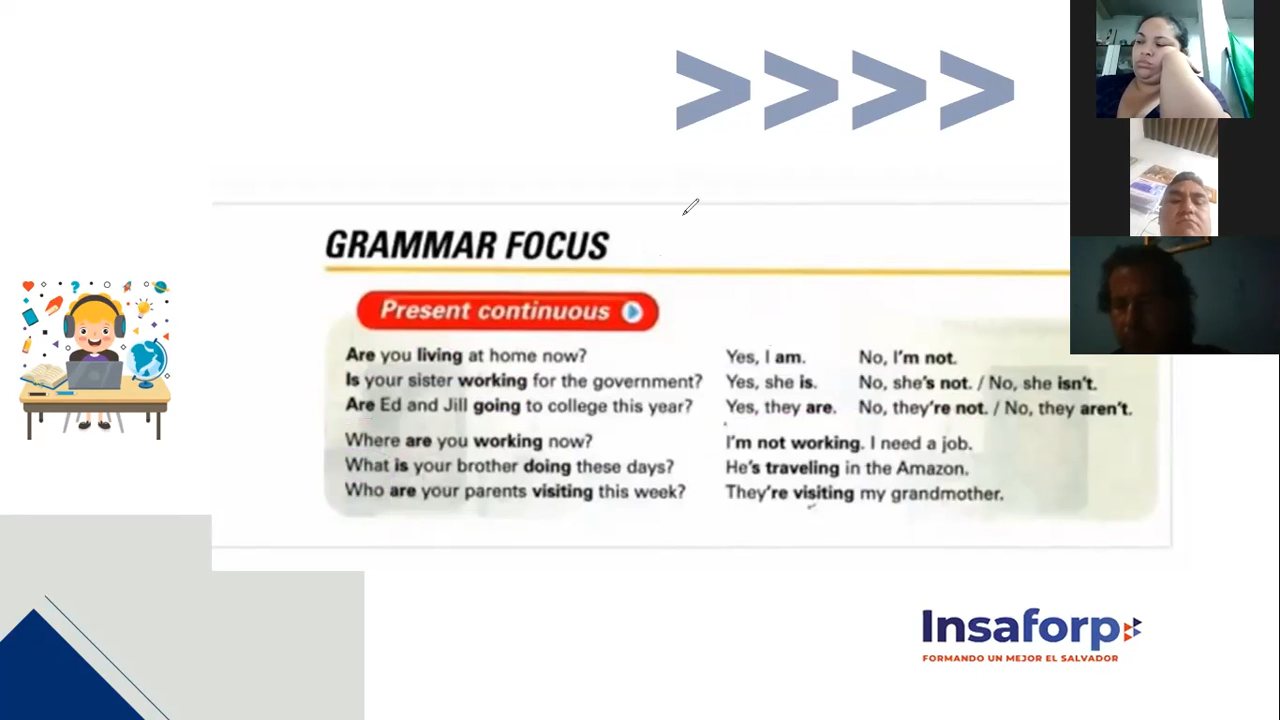 >>>>
GRAMMAR FOCUS
Present continuous
Are you living at home now? Yes, I am. No, I'm not.
Is your sister working for the government? Yes, she is. No, she's not. / No, she isn't.
Are Ed and Jill going to college this year? Yes, they are. No, they're not. / No, they aren't.
Where are you working now? I'm not working. I need a job.
What is your brother doing these days? He's traveling in the Amazon.
Who are your parents visiting this week? They're visiting my grandmother.
Insaforp
FORMANDO UN MEJOR EL SALVADOR